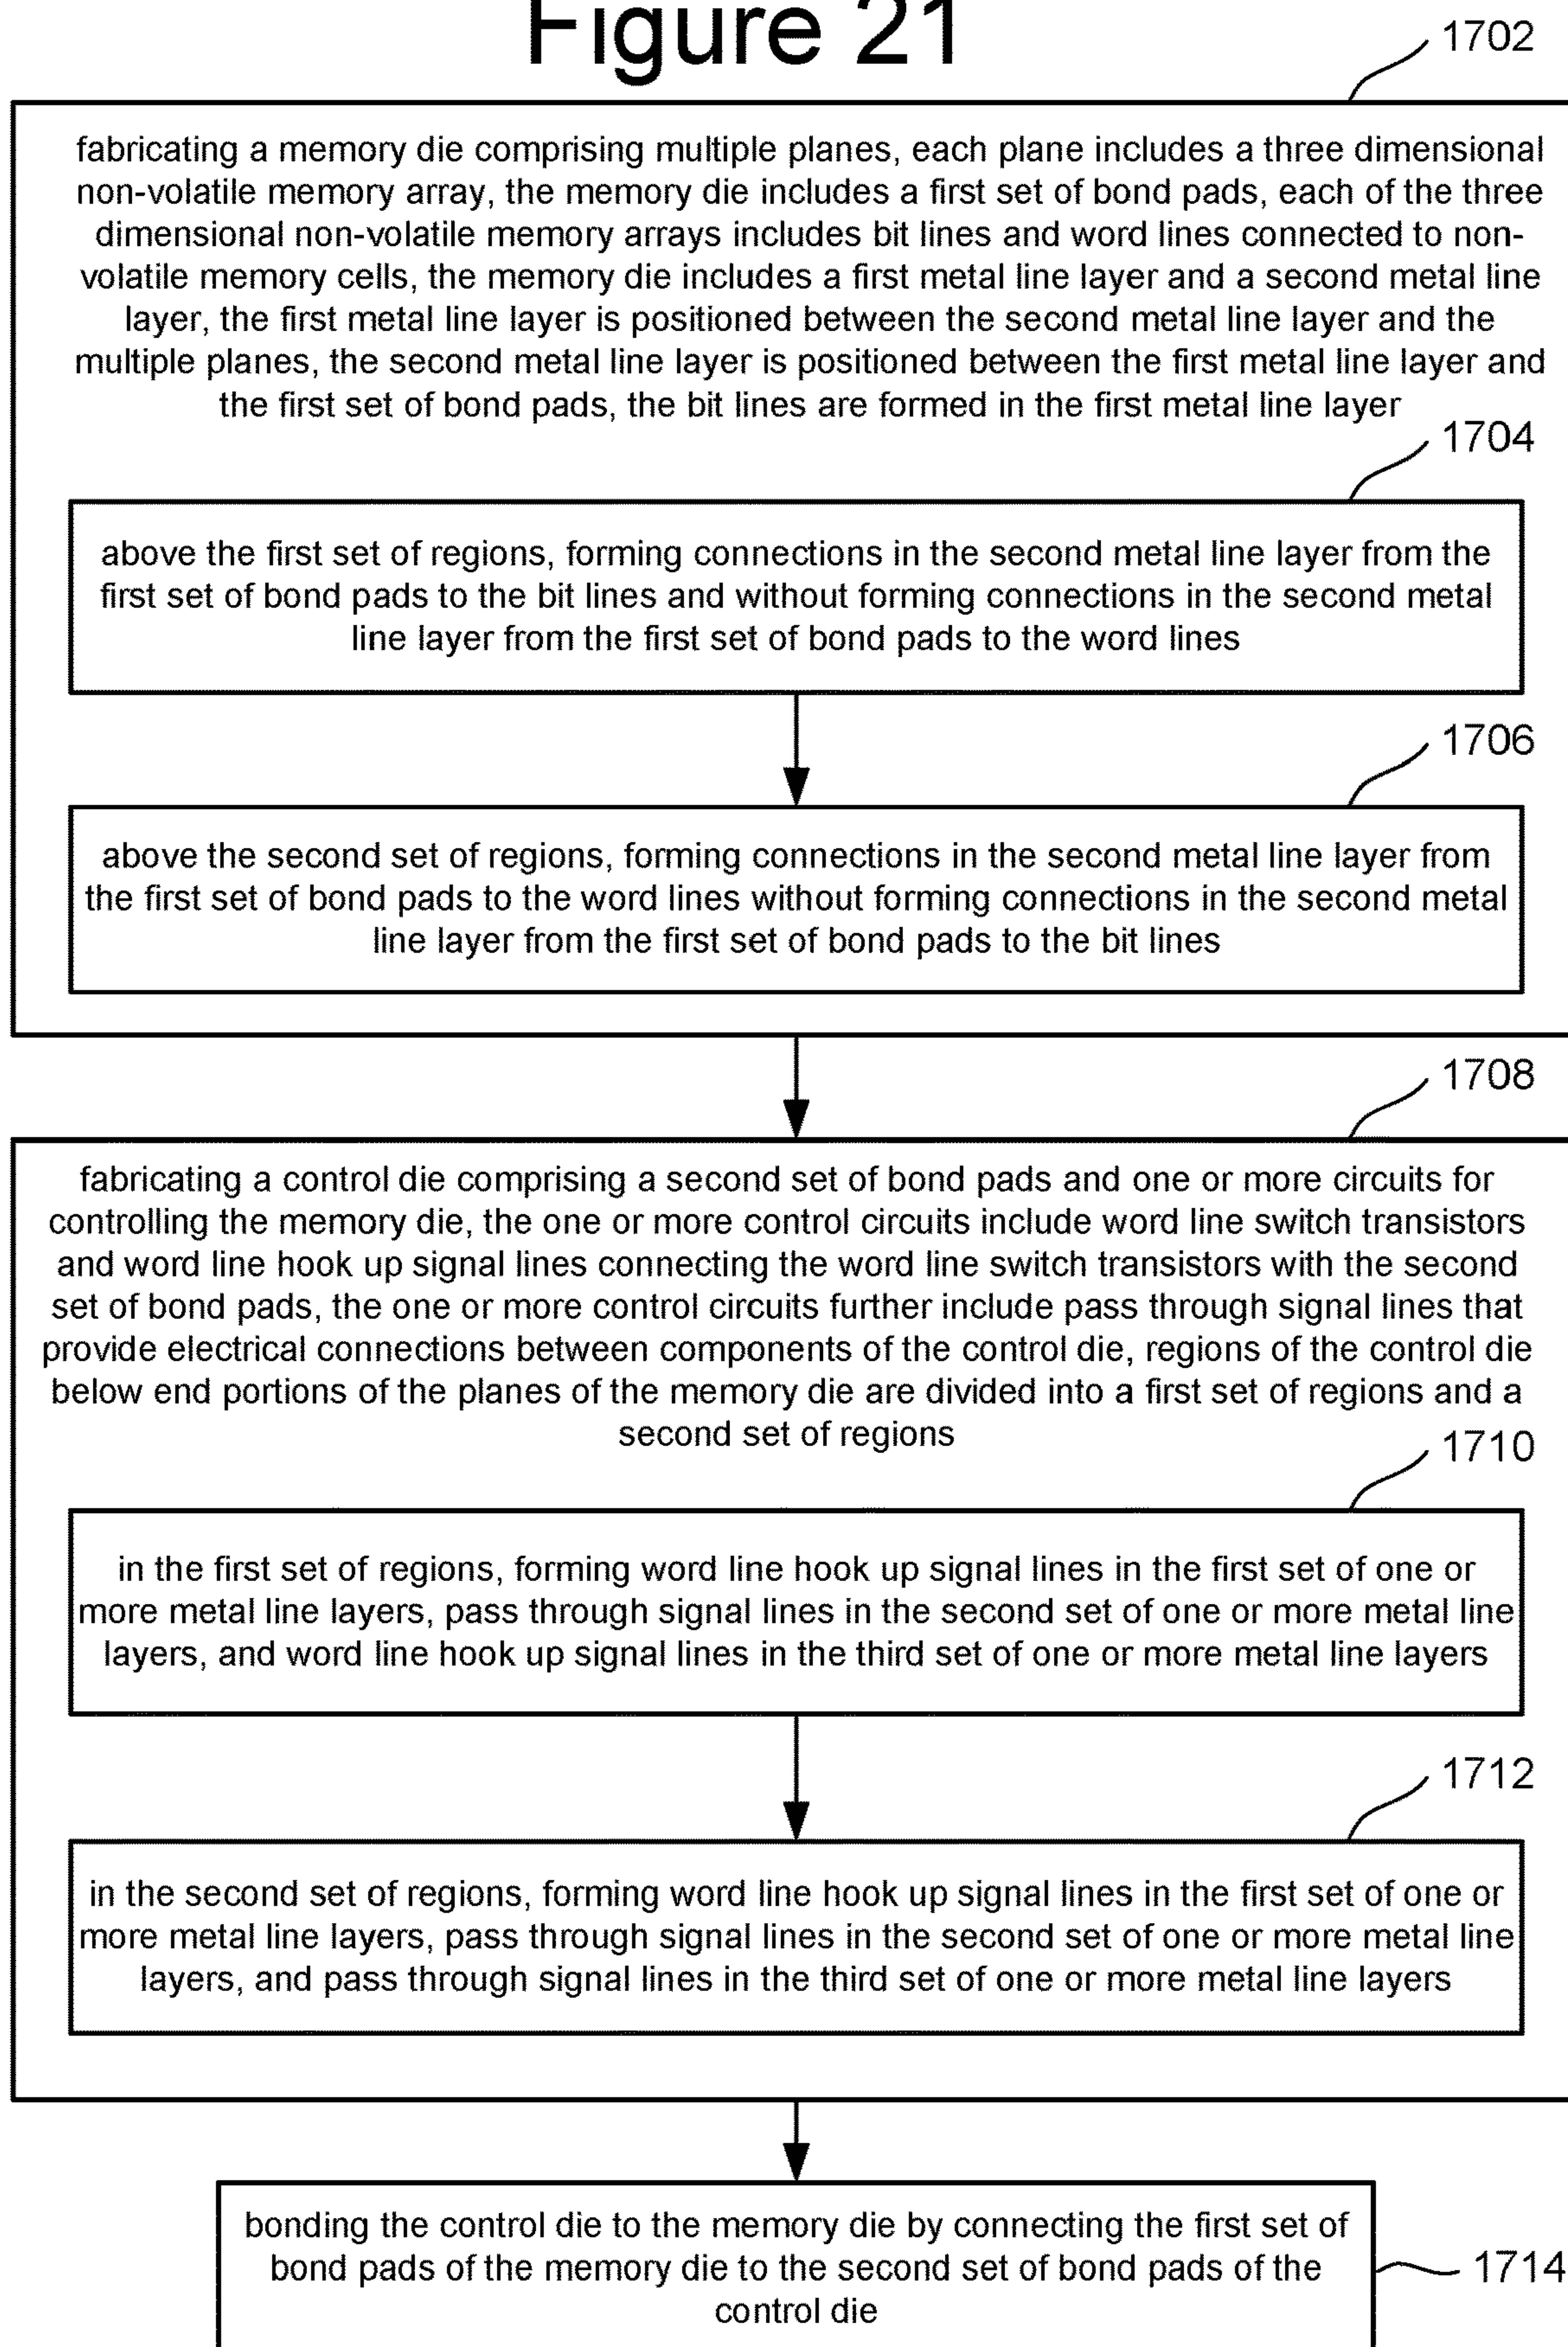 Figure 21
1702
fabricating a memory die comprising multiple planes, each plane includes a three dimensional
non-volatile memory array, the memory die includes a first set of bond pads, each of the three
dimensional non-volatile memory arrays includes bit lines and word lines connected to non-
volatile memory cells, the memory die includes a first metal line layer and a second metal line
layer, the first metal line layer is positioned between the second metal line layer and the
multiple planes, the second metal line layer is positioned between the first metal line layer and
the first set of bond pads, the bit lines are formed in the first metal line layer
1704
above the first set of regions, forming connections in the second metal line layer from the
first set of bond pads to the bit lines and without forming connections in the second metal
line layer from the first set of bond pads to the word lines
1706
above the second set of regions, forming connections in the second metal line layer from
the first set of bond pads to the word lines without forming connections in the second metal
line layer from the first set of bond pads to the bit lines
1708
fabricating a control die comprising a second set of bond pads and one or more circuits for
controlling the memory die, the one or more control circuits include word line switch transistors
and word line hook up signal lines connecting the word line switch transistors with the second
set of bond pads, the one or more control circuits further include pass through signal lines that
provide electrical connections between components of the control die, regions of the control die
below end portions of the planes of the memory die are divided into a first set of regions and a
second set of regions
1710
in the first set of regions, forming word line hook up signal lines in the first set of one or
more metal line layers, pass through signal lines in the second set of one or more metal line
layers, and word line hook up signal lines in the third set of one or more metal line layers
1712
in the second set of regions, forming word line hook up signal lines in the first set of one or
more metal line layers, pass through signal lines in the second set of one or more metal line
layers, and pass through signal lines in the third set of one or more metal line layers
bonding the control die to the memory die by connecting the first set of
bond pads of the memory die to the second set of bond pads of the
control die
1714